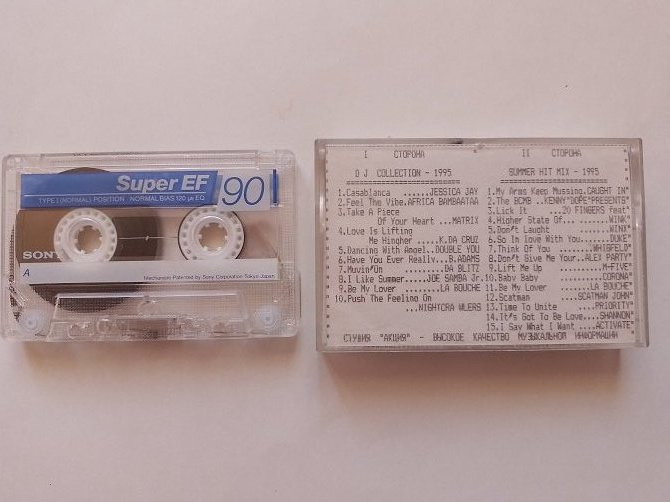 Super EF
90
TYPE I (NORMAL) POSITION NORMAL BIAS 120 µs EQ
SONY
A
Mechanism Patented by Sony Corporation Tokyo Japan
I СТОРОНА
DJ COLLECTION - 1995
1.Casablanca ......JESSICA JAY
2.Feel The Vibe.AFRICA BAMBAATAA
3.Take A Piece
Of Your Heart ...MATRIX
4.Love Is Lifting
Me Hingher ....K.DA CRUZ
5.Dancing With Angel..DOUBLE YOU
6.Have You Ever Really...B.ADAMS
7.Muvin'On .......DA BLITZ
8.I Like Summer...JOE SAMBA Jr.
9.Be My Lover ....LA BOUCHE
10.Push The Feeling On
...NIGHTCRA WLERS
II СТОРОНА
SUMMER HIT MIX - 1995
1.My Arms Keep Mussing.CAUGHT IN"
2.The BCMB ..KENNY"DOPE"PRESENTS"
3.Lick It ...20 FINGERS feat"
4.Higher State Of.......WINK"
5.Don't Laught .......WINX"
6.So In Love With You.....DUKE"
7.Think Of You .....WHIGFELD"
8.Don't Give Me Your..ALEX PARTY"
9.Lift Me Up .......M-FIVE"
10.Baby Baby ........CORONA"
11.Be My Lover .....LA BOUCHE
12.Scatman ......SCATMAN JOHN"
13.Time To Unite .....PRIORITY"
14.It's Got To Be Love...SHANNON"
15.I Say What I Want ...ACTIVATE"
СТУДИЯ "АКЦИЯ" - ВЫСОКОЕ КАЧЕСТВО МУЗЫКАЛЬНОМ ИНФОРМАЦИИ